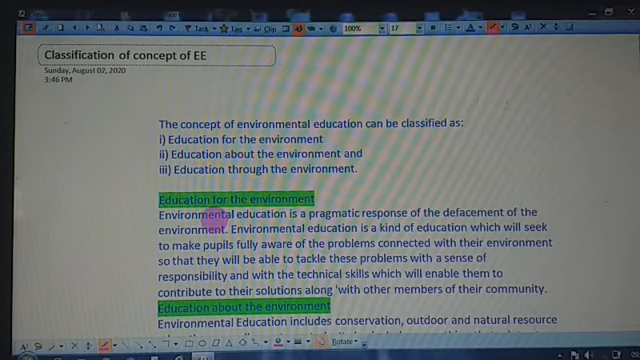 Task Tag Clip 100% 17
Classification of concept of EE
Sunday, August 02, 2020
3:46 PM
The concept of environmental education can be classified as:
i) Education for the environment
ii) Education about the environment and
iii) Education through the environment.
Education for the environment
Environmental education is a pragmatic response of the defacement of the
environment. Environmental education is a kind of education which will seek
to make pupils fully aware of the problems connected with their environment
so that they will be able to tackle these problems with a sense of
responsibility and with the technical skills which will enable them to
contribute to their solutions along 'with other members of their community.
Education about the environment
Environmental Education includes conservation, outdoor and natural resource
Rotate